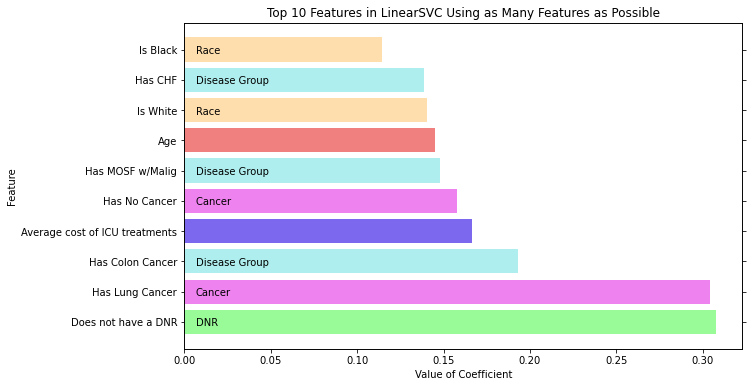 Top 10 Features in LinearSVC Using as Many Features as Possible
Is Black
Race
Has CHF
Disease Group
Is White
Race
Age
Has MOSF w/Malig
Disease Group
Has No Cancer
Cancer
Average cost of ICU treatments
Has Colon Cancer
Disease Group
Has Lung Cancer
Cancer
Does not have a DNR
DNR
Feature
0.00 0.05 0.10 0.15 0.20 0.25 0.30
Value of Coefficient